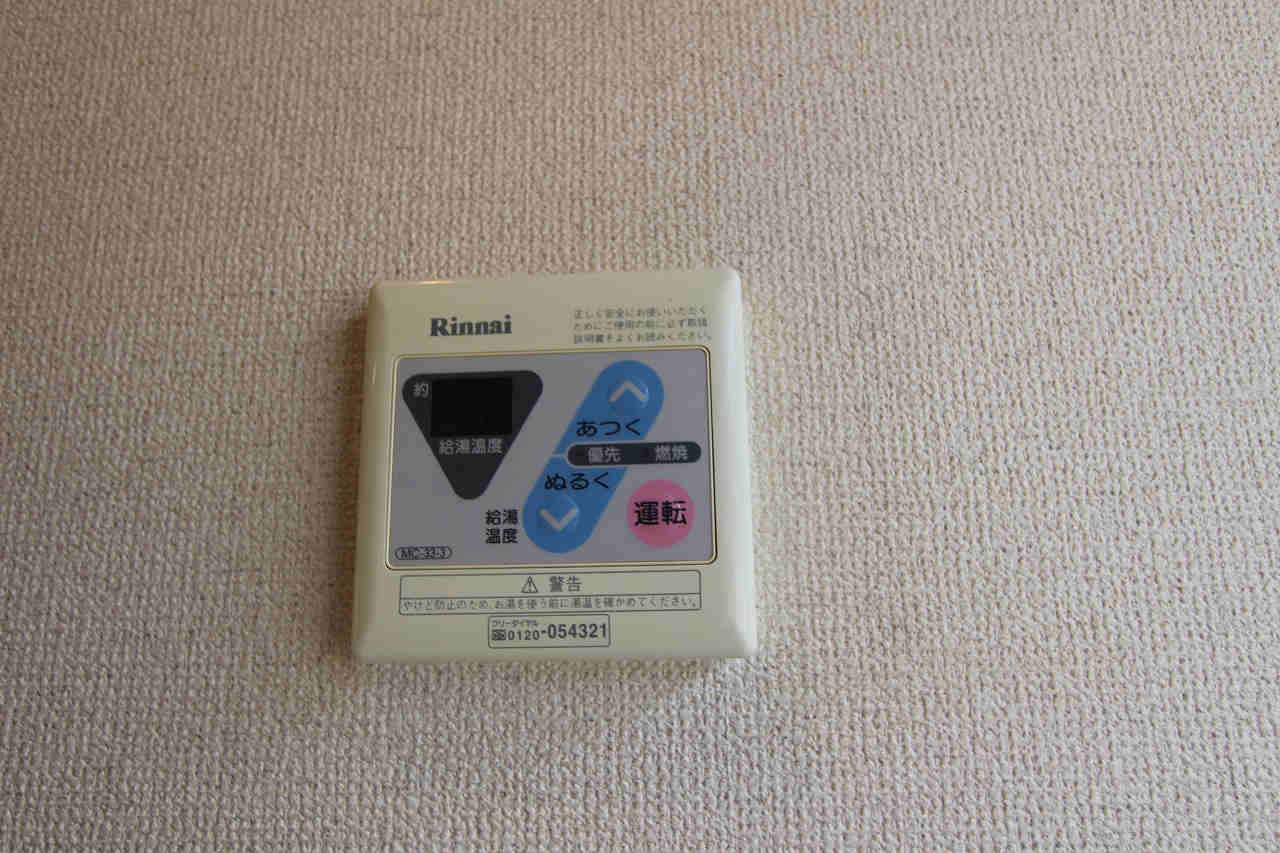 Rinnai
正しく安全にお使いいただく
ためにご使用の前に必ず取扱
説明書をよくお読みください。
約
給湯温度
あつく
優先 燃焼
ぬるく
給湯
温度
運転
MC-33-3
⚠ 警告
やけど防止のため、お湯を使う前に湯温を確かめてください。
フリーダイヤル
0120-054321